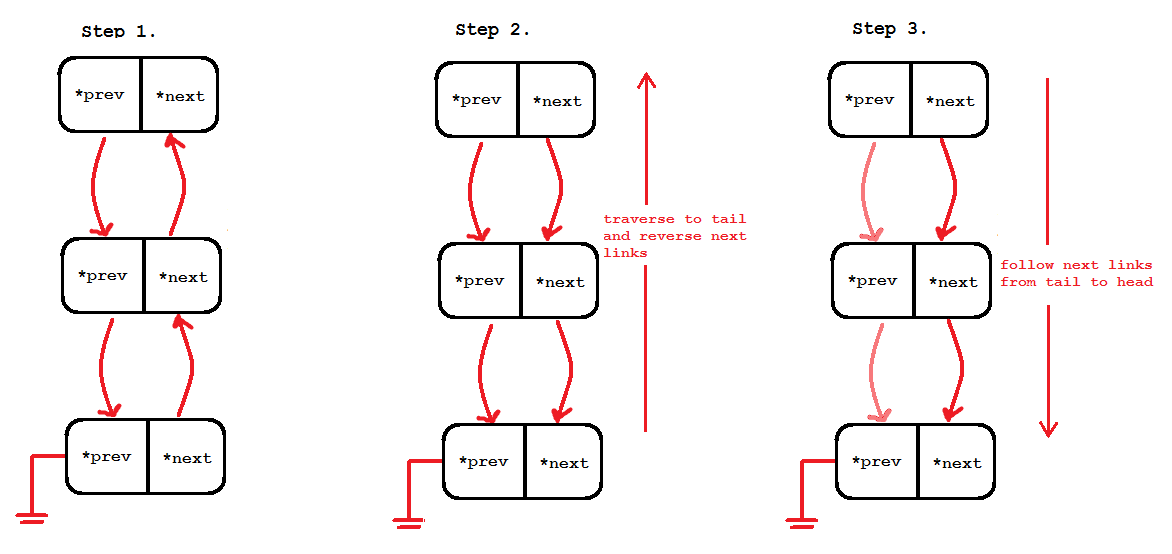 Step 1.
*prev *next
*prev *next
*prev *next
Step 2.
*prev *next
*prev *next
*prev *next
traverse to tail
and reverse next
links
Step 3.
*prev *next
*prev *next
*prev *next
follow next links
from tail to head